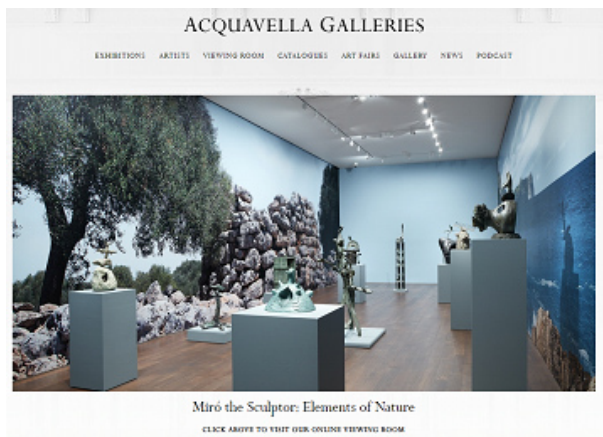 ACQUAVELLA GALLERIES
EXHIBITIONS ARTISTS VIEWING ROOM CATALOGUES ART FAIRS GALLERY NEWS PODCAST
Miró the Sculptor: Elements of Nature
CLICK ABOVE TO VISIT OUR ONLINE VIEWING ROOM